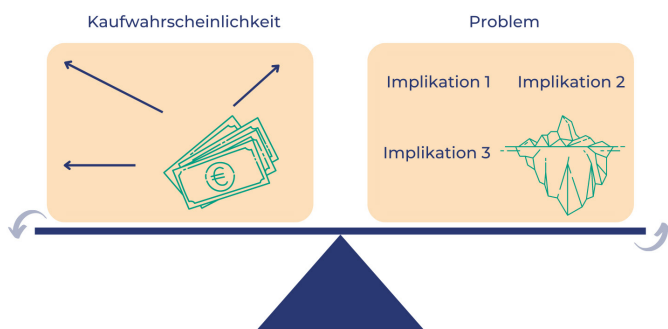 Kaufwahrscheinlichkeit
Problem
Implikation 1
Implikation 2
Implikation 3
€